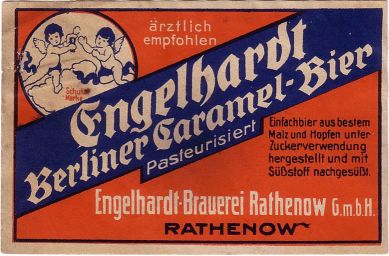 ärztlich
empfohlen
Schutz
Marke
Engelhardt
Berliner Caramel-Bier
Pasteurisiert
Einfachbier aus bestem
Malz und Hopfen unter
Zuckerverwendung
hergestellt und mit
Süßstoff nachgesüßt.
Engelhardt-Brauerei Rathenow G.m.b.H.
RATHENOW